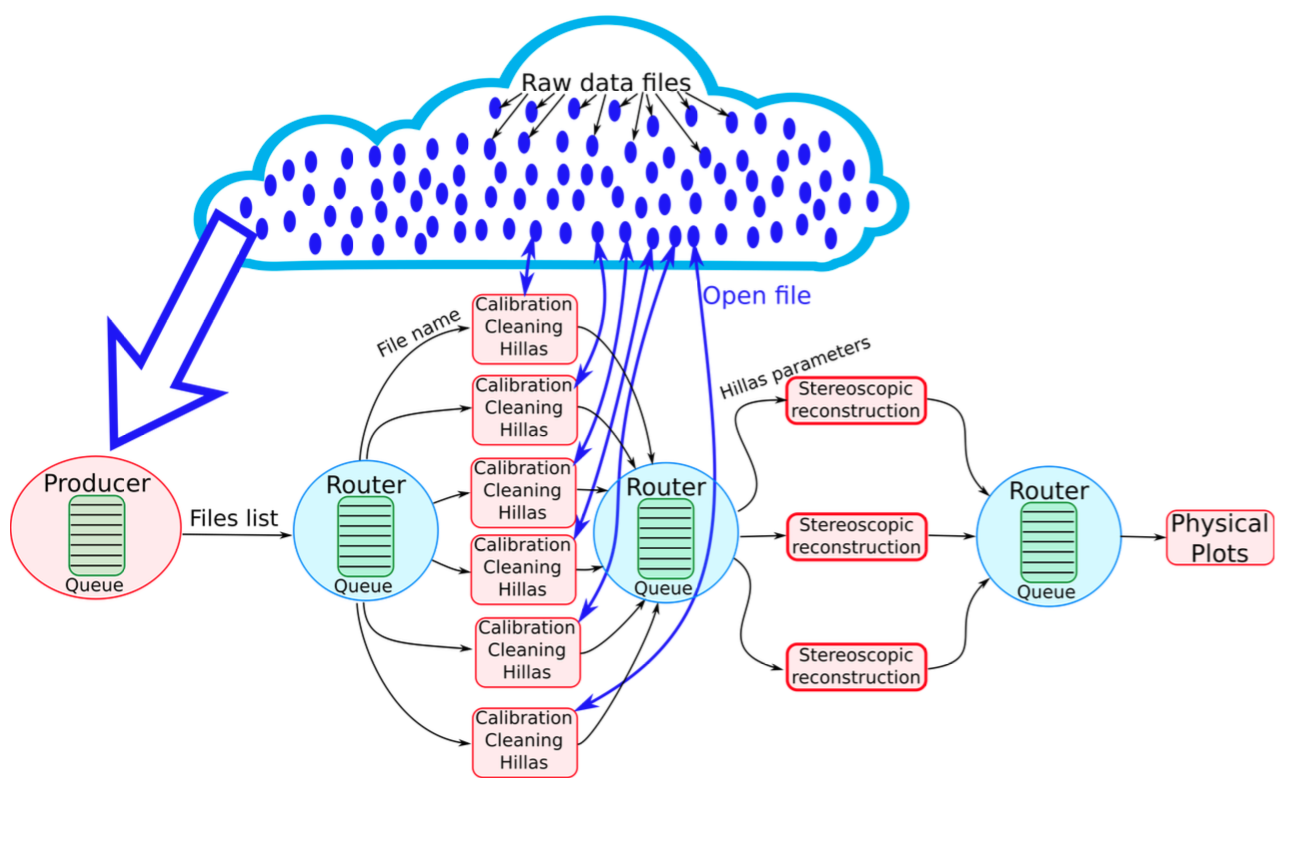 Raw data files
Open file
File name
Calibration
Cleaning
Hillas
Calibration
Cleaning
Hillas
Calibration
Cleaning
Hillas
Calibration
Cleaning
Hillas
Calibration
Cleaning
Hillas
Calibration
Cleaning
Hillas
Producer
Queue
Files list
Router
Queue
Router
Queue
Hillas parameters
Stereoscopic
reconstruction
Stereoscopic
reconstruction
Stereoscopic
reconstruction
Router
Queue
Physical
Plots